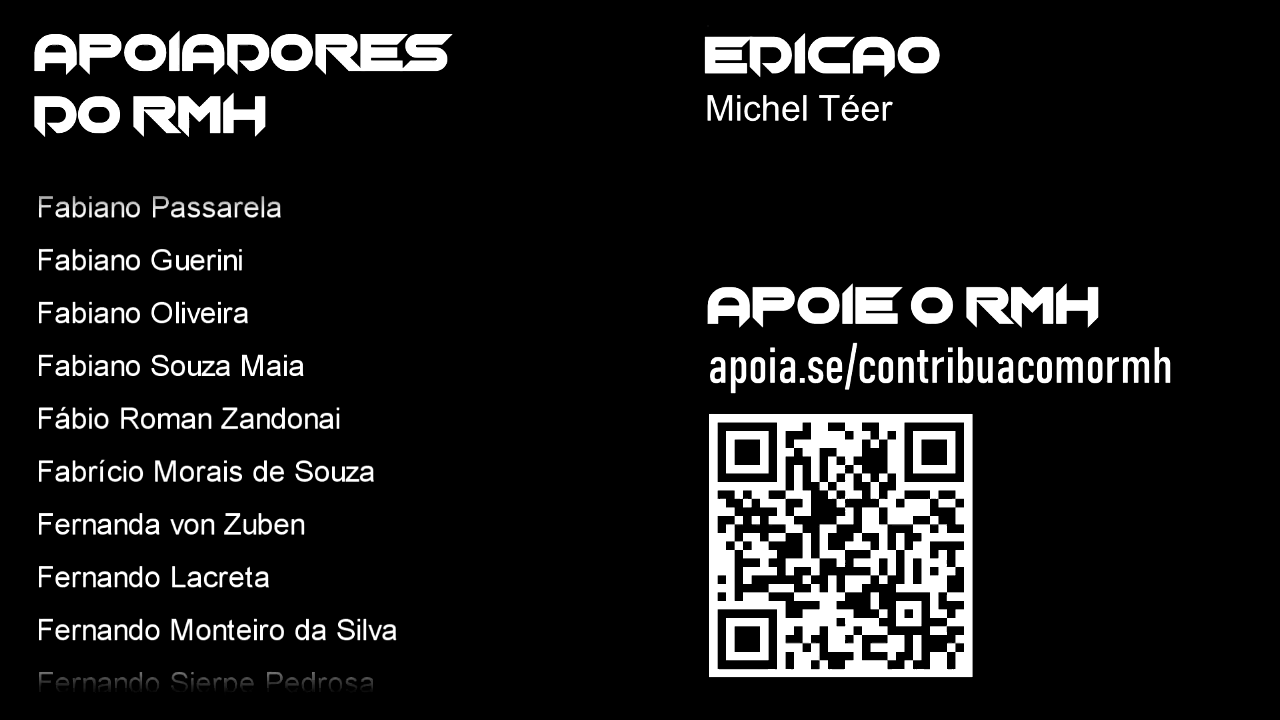 APOIADORES
DO RMH
Fabiano Passarela
Fabiano Guerini
Fabiano Oliveira
Fabiano Souza Maia
Fábio Roman Zandonai
Fabrício Morais de Souza
Fernanda von Zuben
Fernando Lacreta
Fernando Monteiro da Silva
Fernando Sierpe Pedrosa
EDICAO
Michel Téer
APOIE O RMH
apoia.se/contribuacomormh